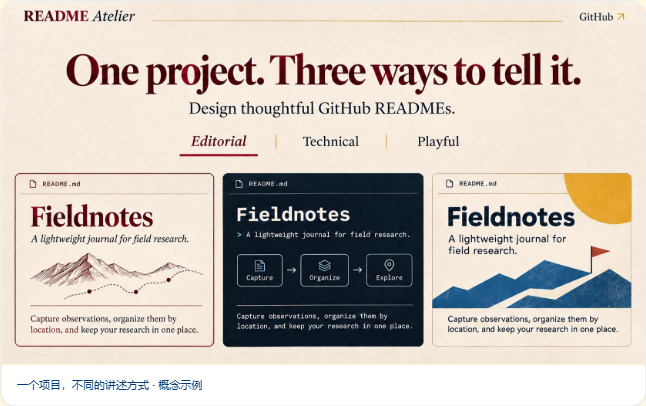 README Atelier
GitHub ↗
One project. Three ways to tell it.
Design thoughtful GitHub READMEs.
Editorial
Technical
Playful
README.md
Fieldnotes
A lightweight journal for field research.
Capture observations, organize them by
location, and keep your research in one place.
README.md
Fieldnotes
> A lightweight journal for field research.
Capture
Organize
Explore
Capture observations, organize them by
location, and keep your research in one place.
README.md
Fieldnotes
A lightweight journal for
field research.
Capture observations, organize them by
location, and keep your research in one place.
一个项目，不同的讲述方式 · 概念示例